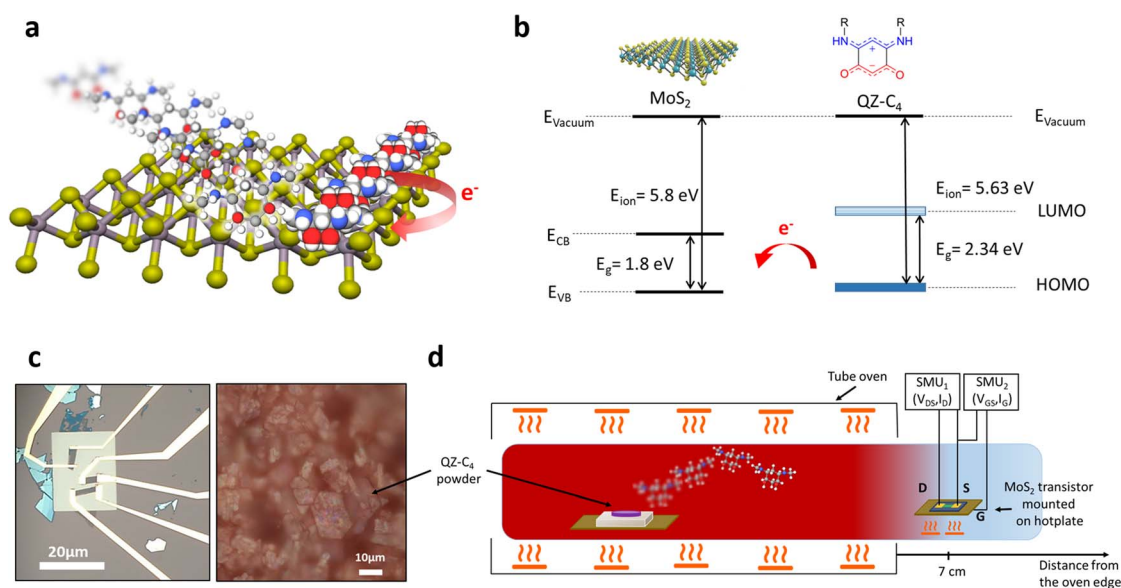 a
e-
b
R
R
HN
NH
+
−
O
O
MoS2
QZ-C4
EVacuum
EVacuum
Eion= 5.8 eV
Eion= 5.63 eV
LUMO
ECB
e-
Eg= 1.8 eV
Eg= 2.34 eV
EVB
HOMO
c
20μm
10μm
QZ-C4
powder
d
Tube oven
SMU1
(VDS,ID)
SMU2
(VGS,IG)
D
S
G
MoS2 transistor
mounted
on hotplate
7 cm
Distance from
the oven edge